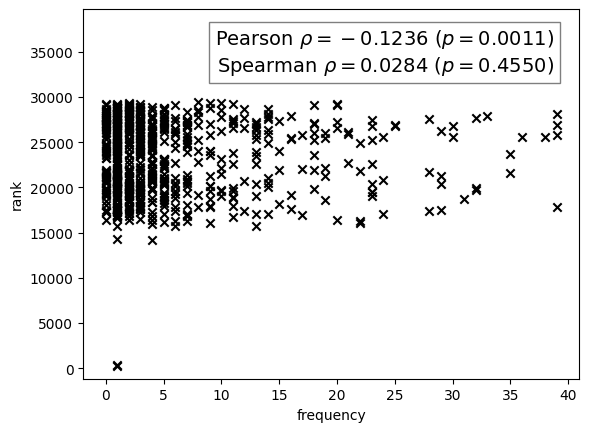 Pearson ρ = −0.1236 (p = 0.0011)
Spearman ρ = 0.0284 (p = 0.4550)
35000
30000
25000
20000
15000
10000
5000
0
rank
0 5 10 15 20 25 30 35 40
frequency